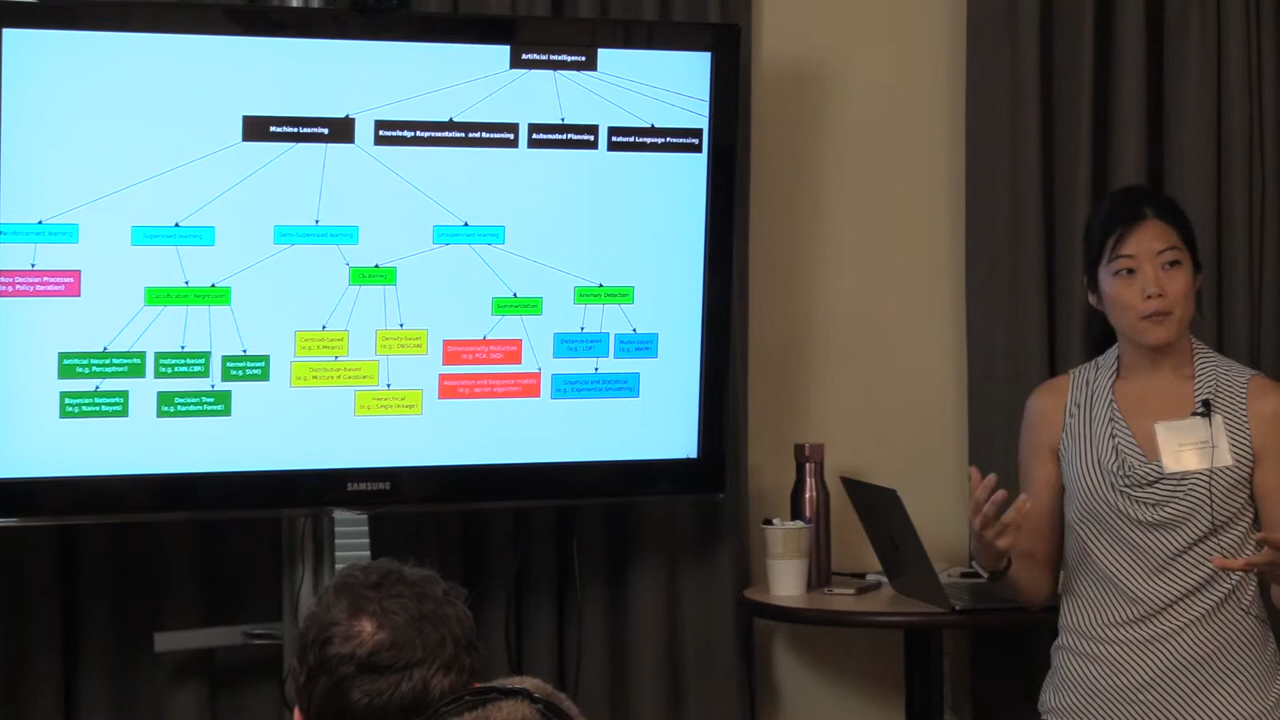 Artificial Intelligence
Machine Learning
Knowledge Representation and Reasoning
Automated Planning
Natural Language Processing
Reinforcement learning
Supervised learning
Semi-Supervised learning
Unsupervised learning
kov Decision Processes
(e.g. Policy Iteration)
Classification/ Regression
Clustering
Summarization
Anomaly Detection
Artificial Neural Networks
(e.g. Perceptron)
Instance-based
(e.g. KNN,CBR)
Kernel-based
(e.g. SVM)
Bayesian Networks
(e.g. Naive Bayes)
Decision Tree
(e.g. Random Forest)
Centroid-based
(e.g.: K-Means)
Density-based
(e.g.: DBSCAN)
Distribution-based
(e.g.: Mixture of Gaussians)
Hierarchical
(e.g.: Single-linkage)
Dimensionality Reduction
(e.g. PCA, SVD)
Association and Sequence models
(e.g.: apriori algorithm)
Distance-based
(e.g.: LOF)
Model-based
Graphical and Statistical
(e.g.: Exponential Smoothing)
SAMSUNG